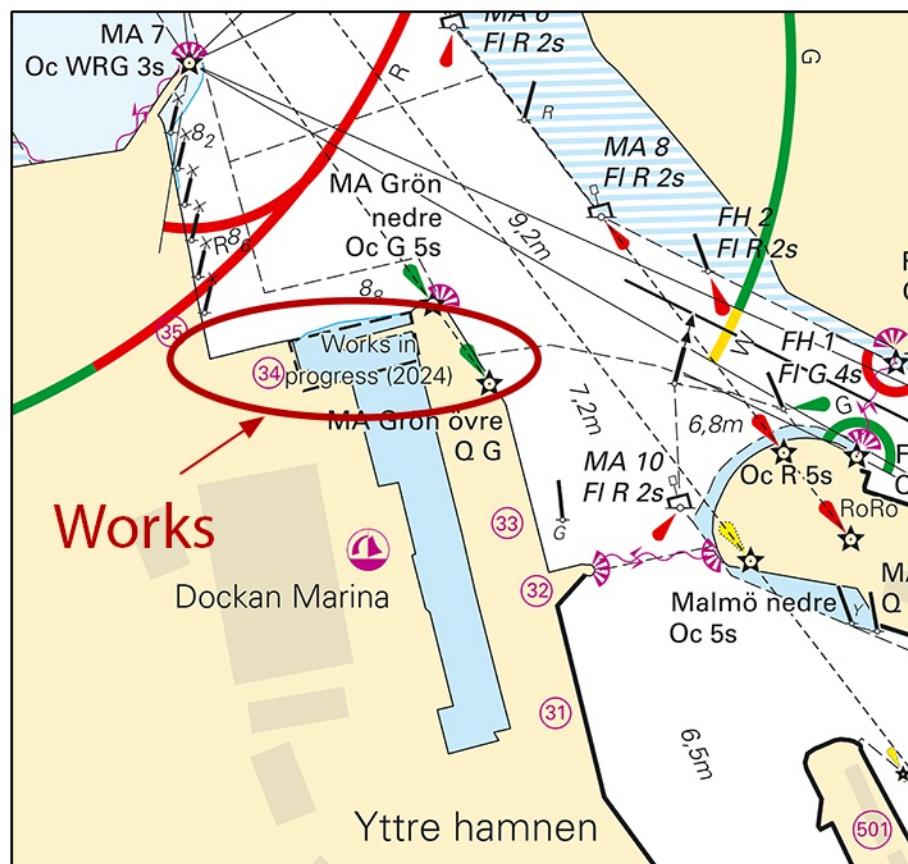 MA 7
Oc WRG 3s
MA 6
Fl R 2s
R
G
R
8₂
MA 8
Fl R 2s
MA Grön
nedre
Oc G 5s
9,2m
FH 2
Fl R 2s
R8₆
8₉
35
Works in
progress (2024)
34
W
FH 1
Fl G 4s
MA Grön övre
Q G
7,2m
6,8m
G
MA 10
Fl R 2s
Oc R 5s
RoRo
Works
33
G
Dockan Marina
32
Malmö nedre
Oc 5s
Y
MA
Q
31
6,5m
Yttre hamnen
501